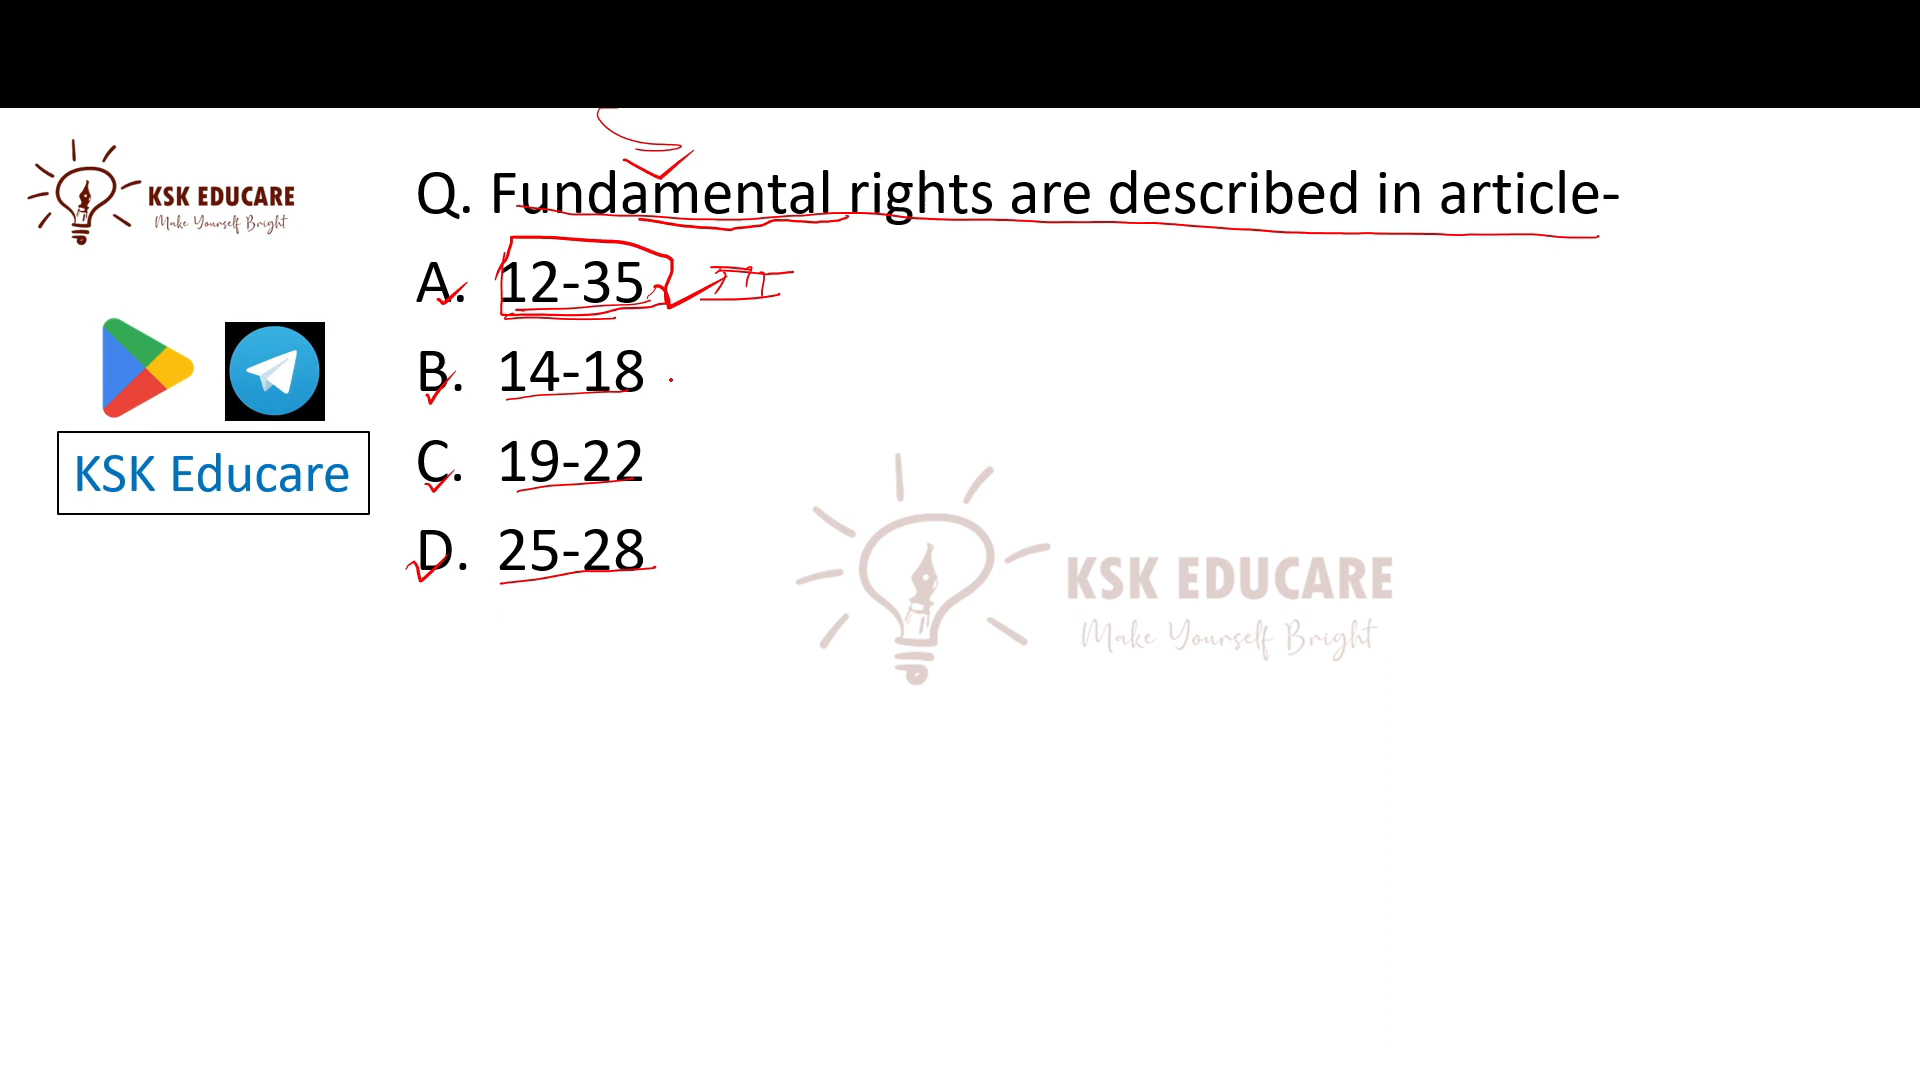 KSK EDUCARE
Make Yourself Bright
Q. Fundamental rights are described in article-
A. 12-35
B. 14-18
C. 19-22
D. 25-28
KSK Educare
KSK EDUCARE
Make Yourself Bright